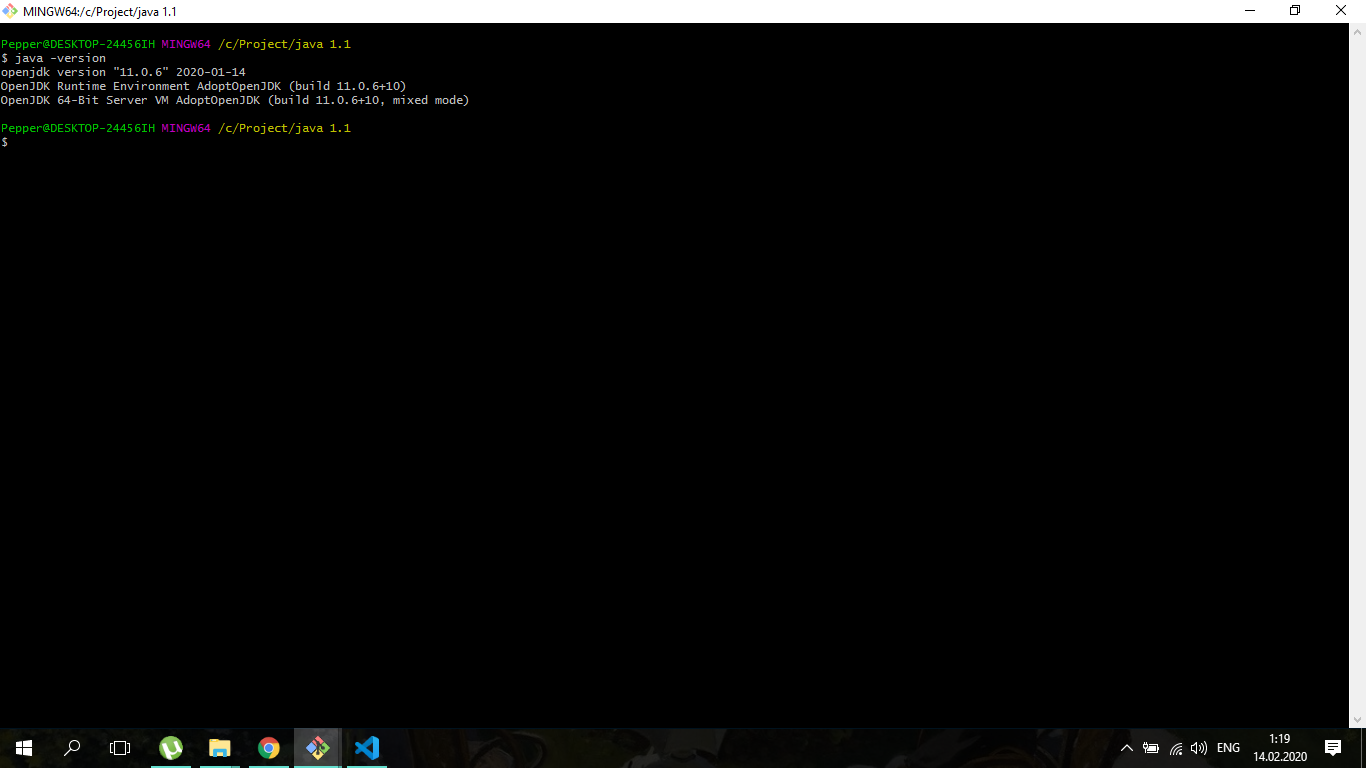 MINGW64:/c/Project/java 1.1
Pepper@DESKTOP-24456IH MINGW64 /c/Project/java 1.1
$ java -version
openjdk version "11.0.6" 2020-01-14
OpenJDK Runtime Environment AdoptOpenJDK (build 11.0.6+10)
OpenJDK 64-Bit Server VM AdoptOpenJDK (build 11.0.6+10, mixed mode)
Pepper@DESKTOP-24456IH MINGW64 /c/Project/java 1.1
$
ENG
1:19
14.02.2020